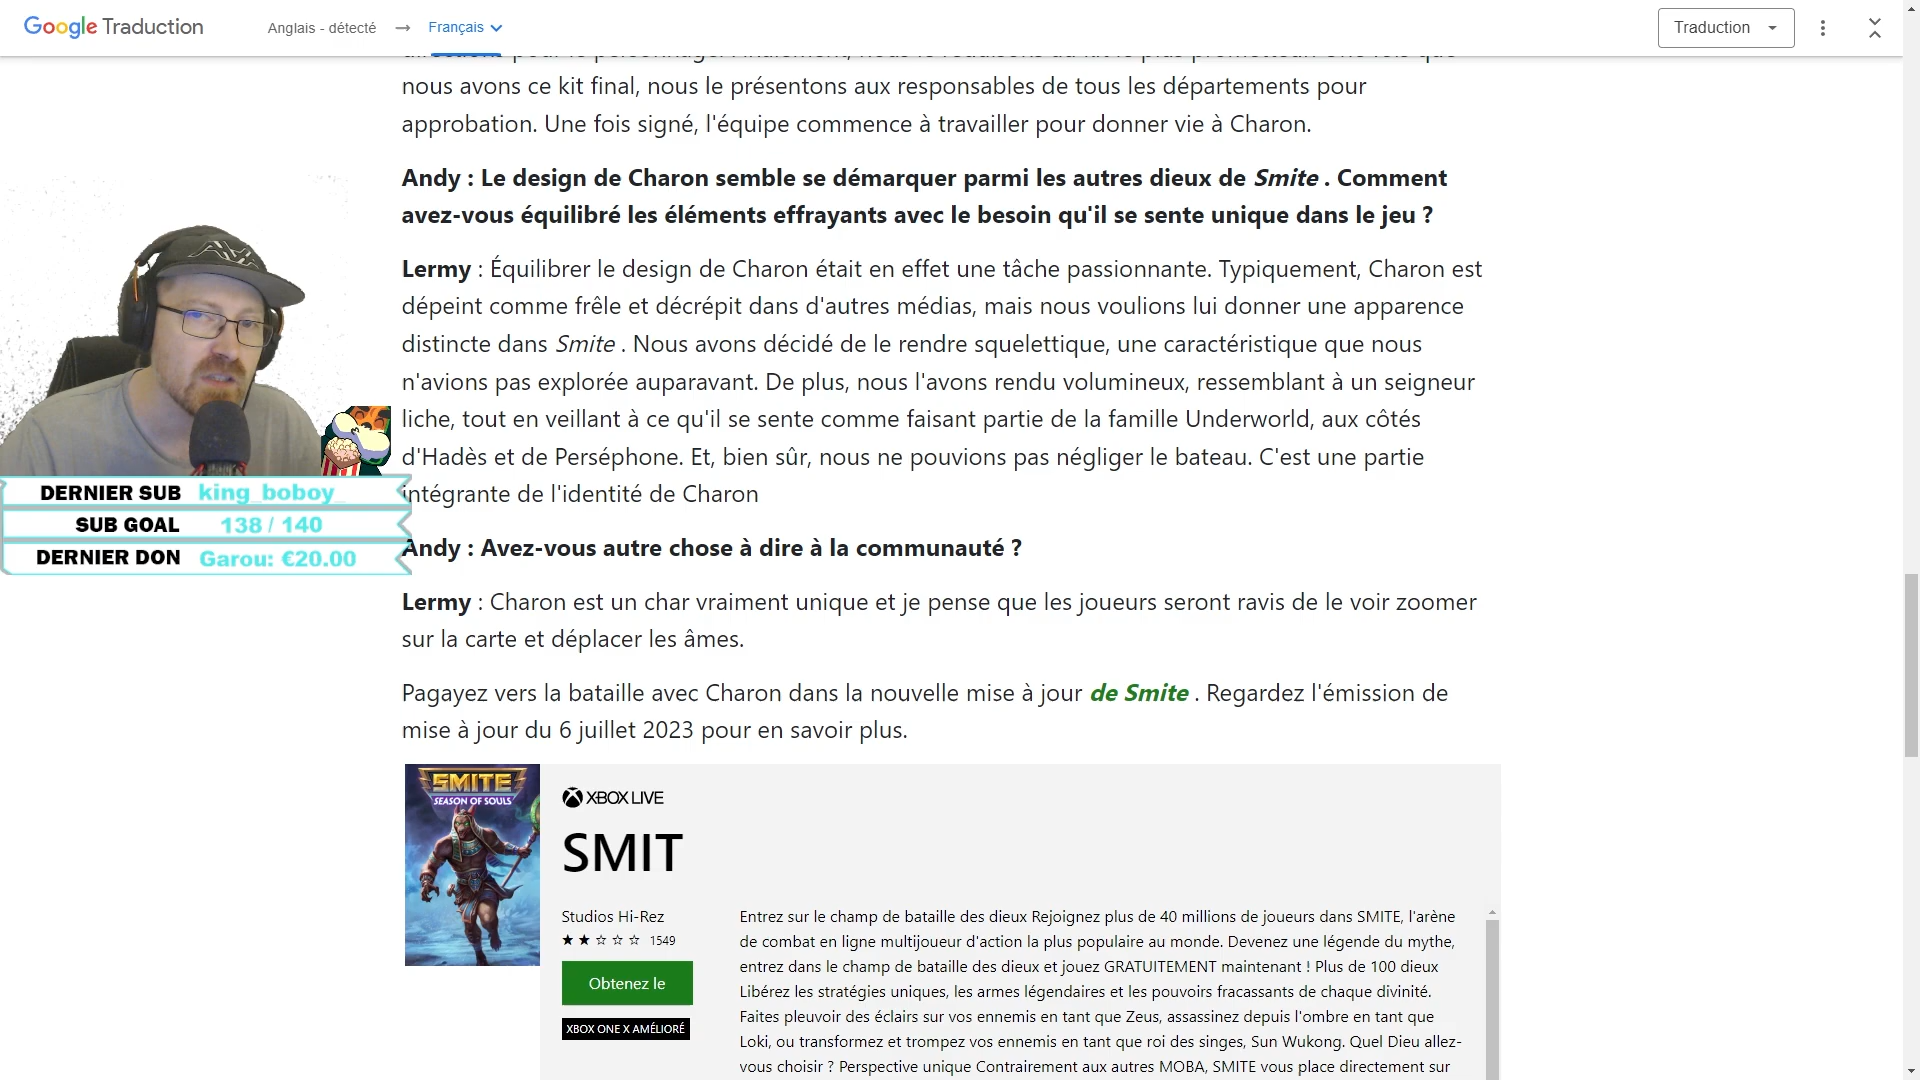 Google Traduction
Anglais - détecté → Français
Traduction
nous avons ce kit final, nous le présentons aux responsables de tous les départements pour
approbation. Une fois signé, l'équipe commence à travailler pour donner vie à Charon.
Andy : Le design de Charon semble se démarquer parmi les autres dieux de Smite . Comment
avez-vous équilibré les éléments effrayants avec le besoin qu'il se sente unique dans le jeu ?
Lermy : Équilibrer le design de Charon était en effet une tâche passionnante. Typiquement, Charon est
dépeint comme frêle et décrépit dans d'autres médias, mais nous voulions lui donner une apparence
distincte dans Smite . Nous avons décidé de le rendre squelettique, une caractéristique que nous
n'avions pas explorée auparavant. De plus, nous l'avons rendu volumineux, ressemblant à un seigneur
liche, tout en veillant à ce qu'il se sente comme faisant partie de la famille Underworld, aux côtés
d'Hadès et de Perséphone. Et, bien sûr, nous ne pouvions pas négliger le bateau. C'est une partie
intégrante de l'identité de Charon
DERNIER SUB king_boboy_
SUB GOAL 138 / 140
DERNIER DON Garou: €20.00
Andy : Avez-vous autre chose à dire à la communauté ?
Lermy : Charon est un char vraiment unique et je pense que les joueurs seront ravis de le voir zoomer
sur la carte et déplacer les âmes.
Pagayez vers la bataille avec Charon dans la nouvelle mise à jour de Smite . Regardez l'émission de
mise à jour du 6 juillet 2023 pour en savoir plus.
SMITE
SEASON OF SOULS
XBOX LIVE
SMIT
Studios Hi-Rez
★ ★ ☆ ☆ ☆ 1549
Obtenez le
XBOX ONE X AMÉLIORÉ
Entrez sur le champ de bataille des dieux Rejoignez plus de 40 millions de joueurs dans SMITE, l'arène
de combat en ligne multijoueur d'action la plus populaire au monde. Devenez une légende du mythe,
entrez dans le champ de bataille des dieux et jouez GRATUITEMENT maintenant ! Plus de 100 dieux
Libérez les stratégies uniques, les armes légendaires et les pouvoirs fracassants de chaque divinité.
Faites pleuvoir des éclairs sur vos ennemis en tant que Zeus, assassinez depuis l'ombre en tant que
Loki, ou transformez et trompez vos ennemis en tant que roi des singes, Sun Wukong. Quel Dieu allez-
vous choisir ? Perspective unique Contrairement aux autres MOBA, SMITE vous place directement sur